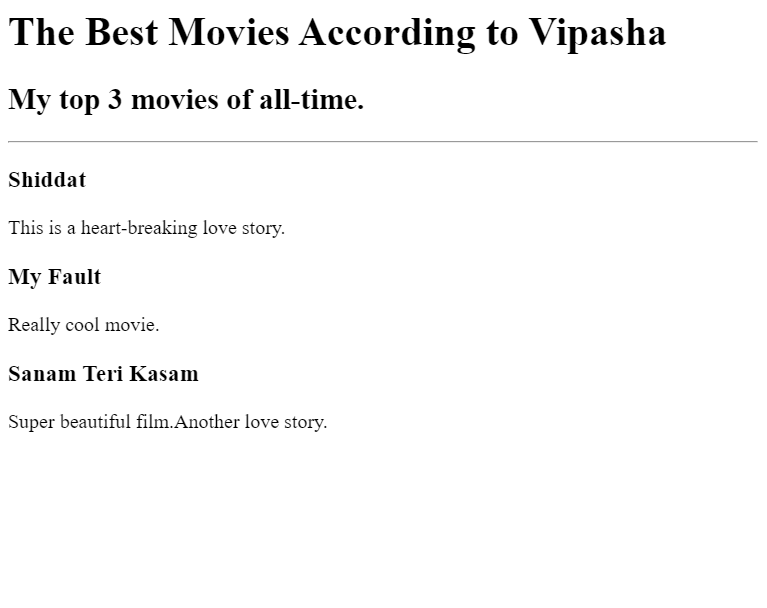 The Best Movies According to Vipasha
My top 3 movies of all-time.
Shiddat
This is a heart-breaking love story.
My Fault
Really cool movie.
Sanam Teri Kasam
Super beautiful film.Another love story.